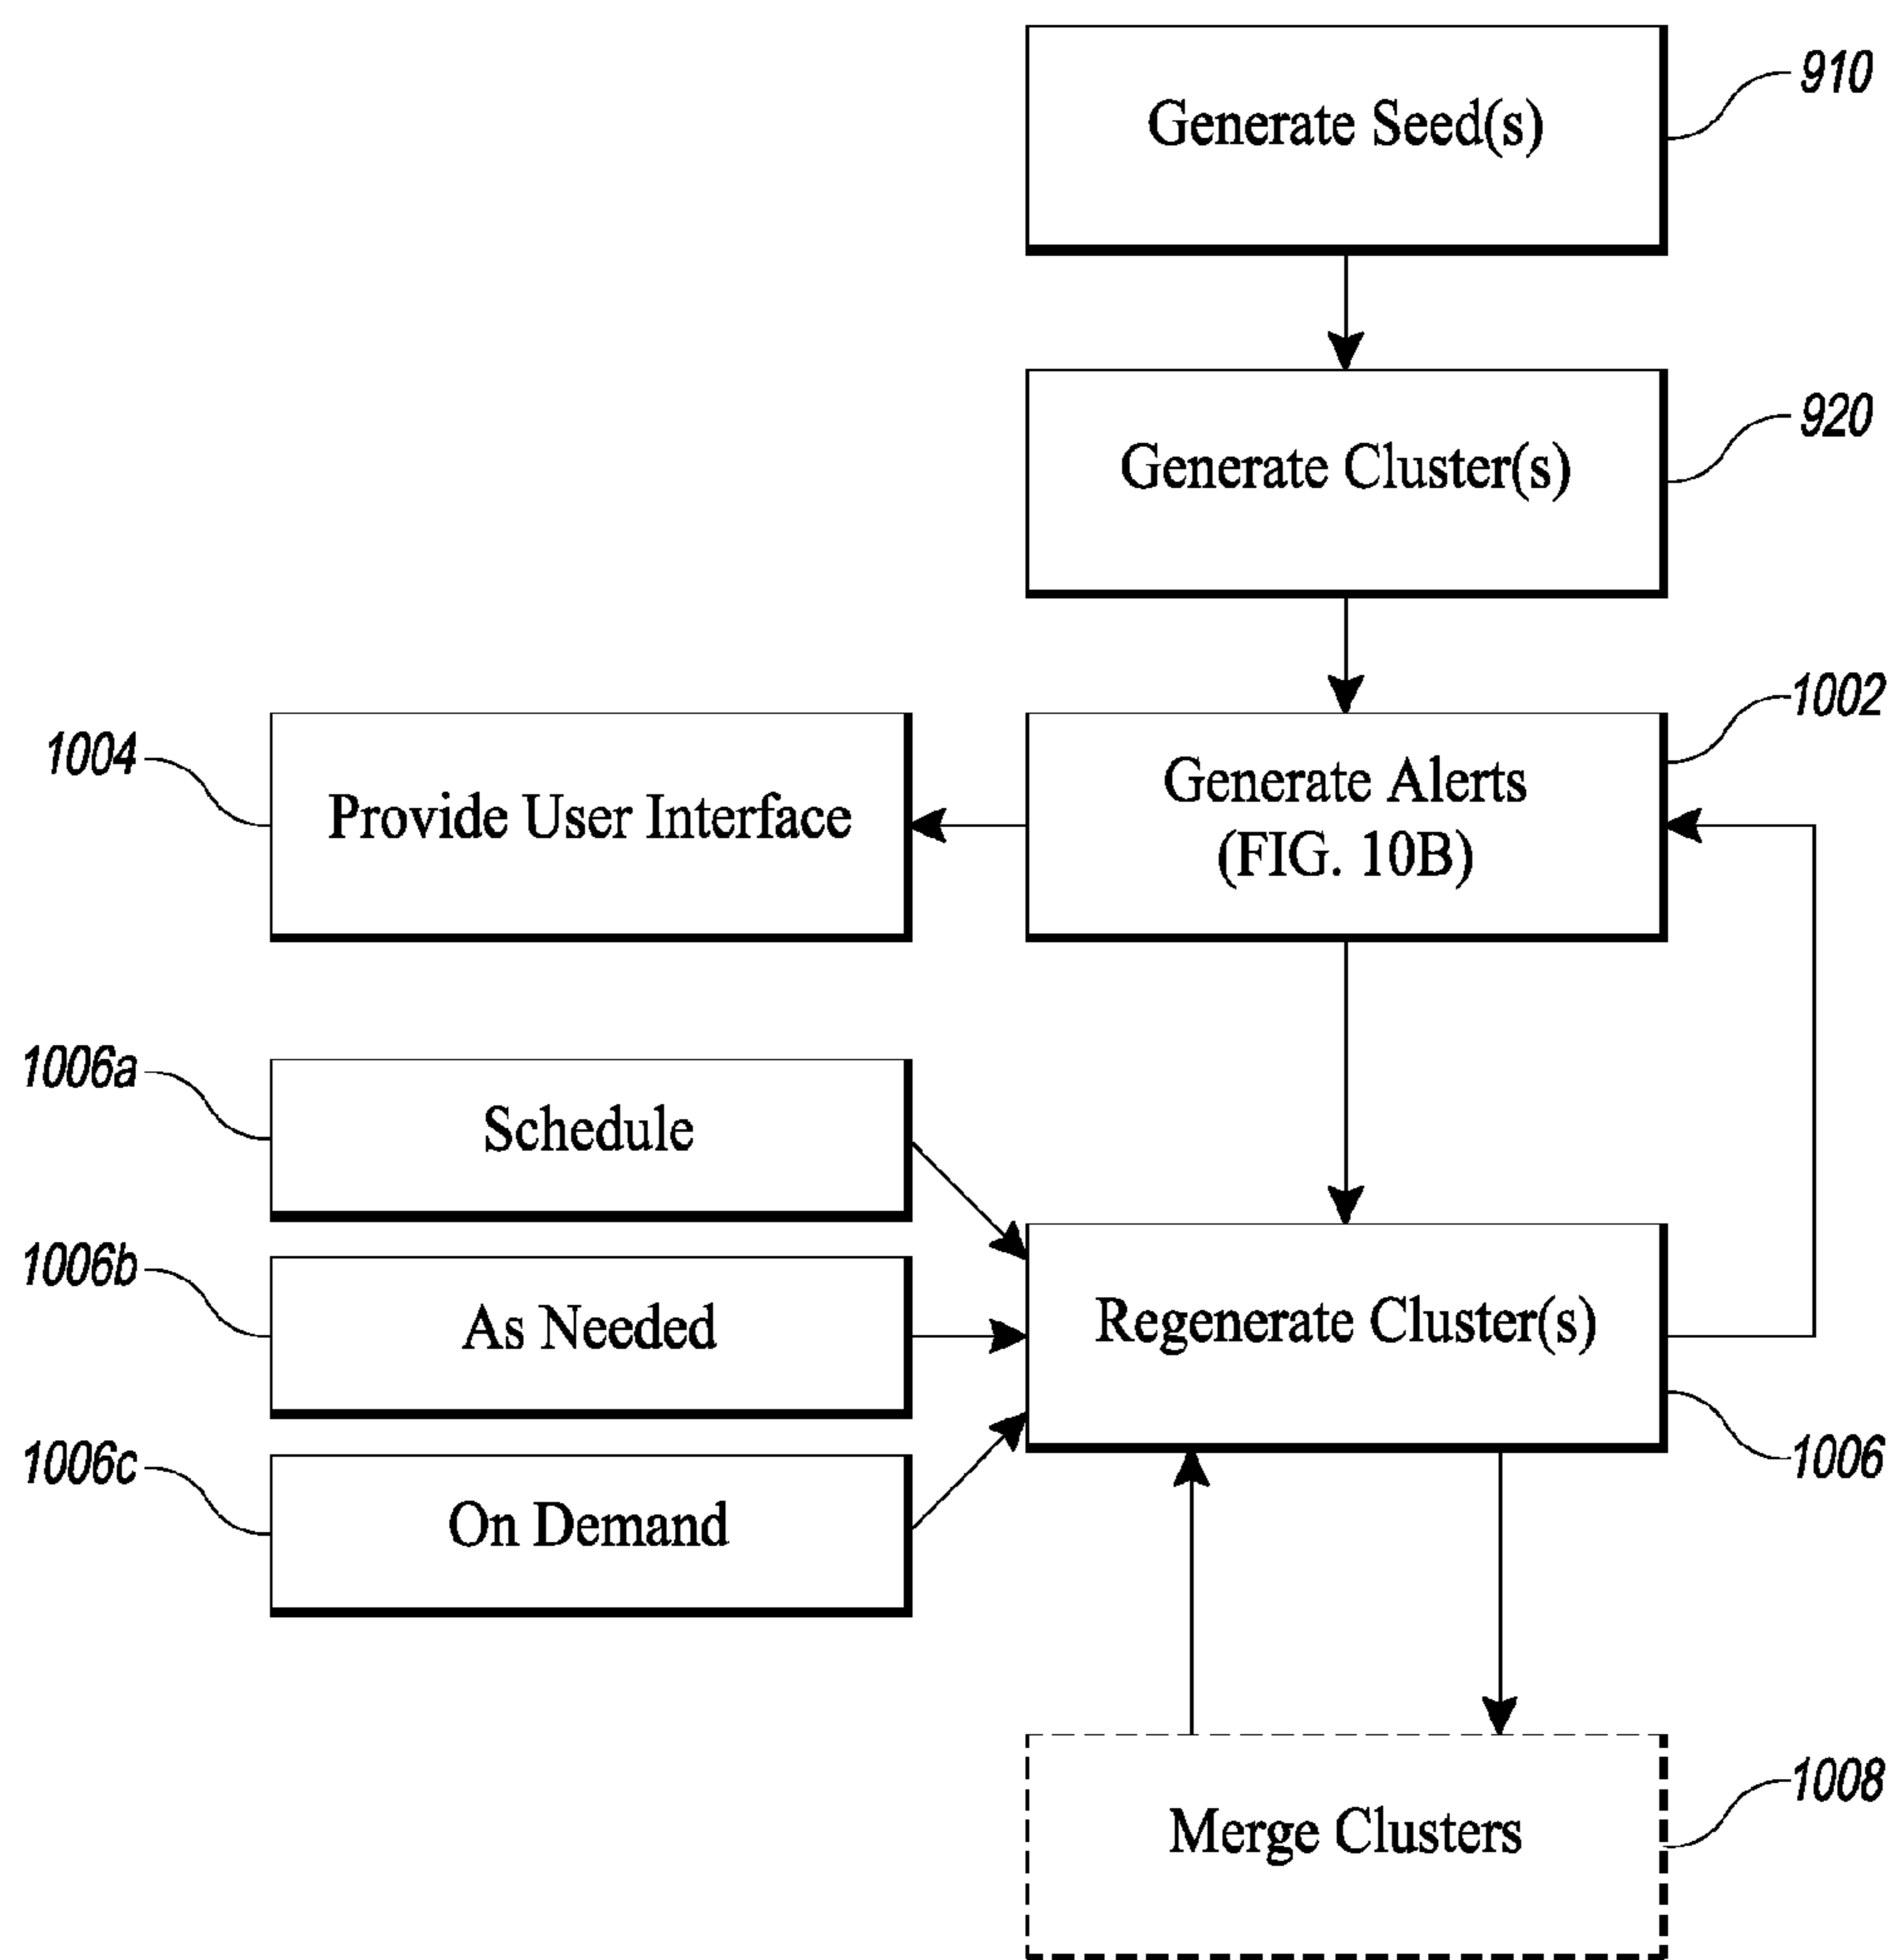 Generate Seed(s)
910
Generate Cluster(s)
920
1002
1004
Provide User Interface
Generate Alerts
(FIG. 10B)
1006a
Schedule
1006b
As Needed
Regenerate Cluster(s)
1006
1006c
On Demand
1008
Merge Clusters